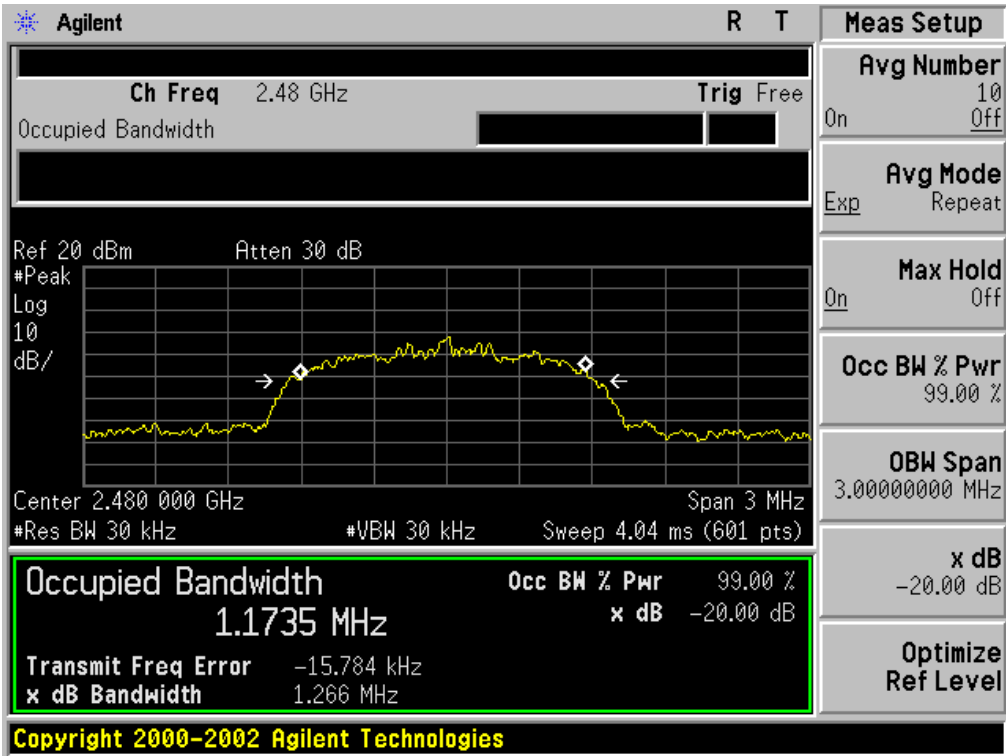 Agilent R T
Ch Freq 2.48 GHz Trig Free
Occupied Bandwidth
Ref 20 dBm Atten 30 dB
#Peak
Log
10
dB/
Center 2.480 000 GHz Span 3 MHz
#Res BW 30 kHz #VBW 30 kHz Sweep 4.04 ms (601 pts)
Occupied Bandwidth Occ BW % Pwr 99.00 %
1.1735 MHz x dB -20.00 dB
Transmit Freq Error -15.784 kHz
x dB Bandwidth 1.266 MHz
Copyright 2000-2002 Agilent Technologies
Meas Setup
Avg Number
10
On Off
Avg Mode
Exp Repeat
Max Hold
On Off
Occ BW % Pwr
99.00 %
OBW Span
3.00000000 MHz
x dB
-20.00 dB
Optimize
Ref Level